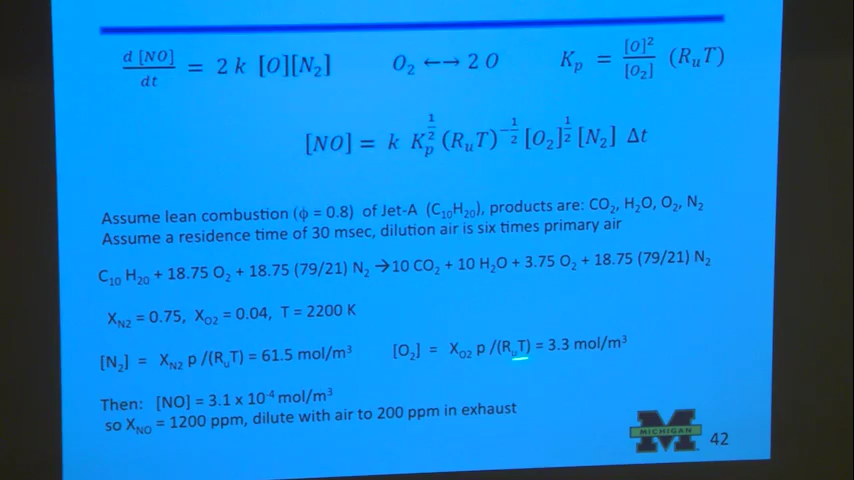 d [NO]/dt = 2 k [O][N₂]   O₂ ←→ 2 O   Kₚ = [O]²/[O₂] (RᵤT)
[NO] = k Kₚ^(1/2) (RᵤT)^(-1/2) [O₂]^(1/2) [N₂] Δt
Assume lean combustion (ϕ = 0.8) of Jet-A (C₁₀H₂₀), products are: CO₂, H₂O, O₂, N₂
Assume a residence time of 30 msec, dilution air is six times primary air
C₁₀ H₂₀ + 18.75 O₂ + 18.75 (79/21) N₂ →10 CO₂ + 10 H₂O + 3.75 O₂ + 18.75 (79/21) N₂
X_N2 = 0.75, X_O2 = 0.04, T = 2200 K
[N₂] = X_N2 p /(RᵤT) = 61.5 mol/m³   [O₂] = X_O2 p /(RᵤT) = 3.3 mol/m³
Then: [NO] = 3.1 x 10⁻⁴ mol/m³
so X_NO = 1200 ppm, dilute with air to 200 ppm in exhaust
M
MICHIGAN
42